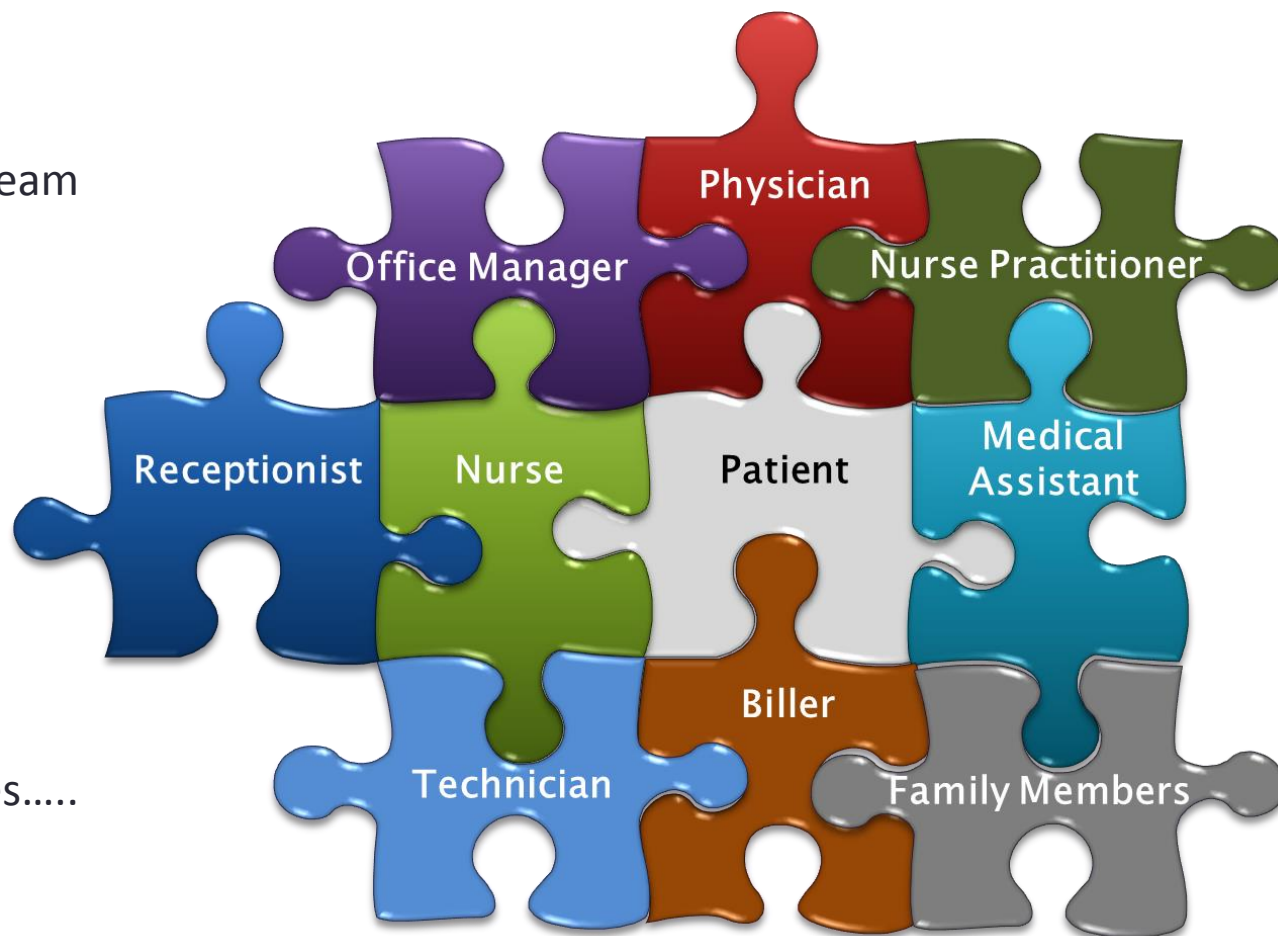 eam
Physician
Office Manager
Nurse Practitioner
Receptionist
Nurse
Patient
Medical
Assistant
Biller
s.....
Technician
Family Members